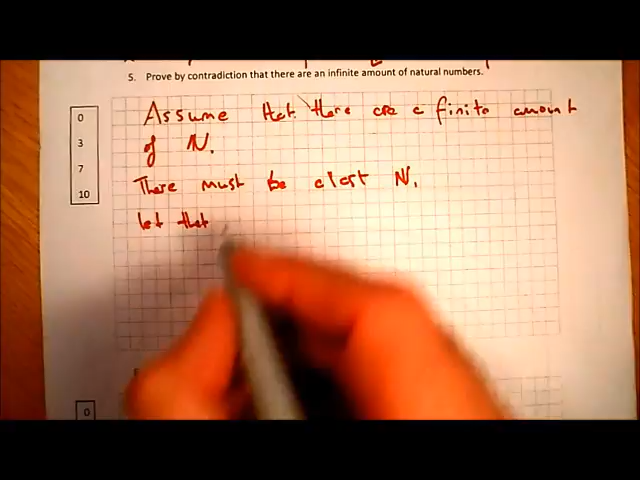 5. Prove by contradiction that there are an infinite amount of natural numbers.
0
3
7
10
Assume that there are a finite amount
of N.
There must be a last N.
let that
0